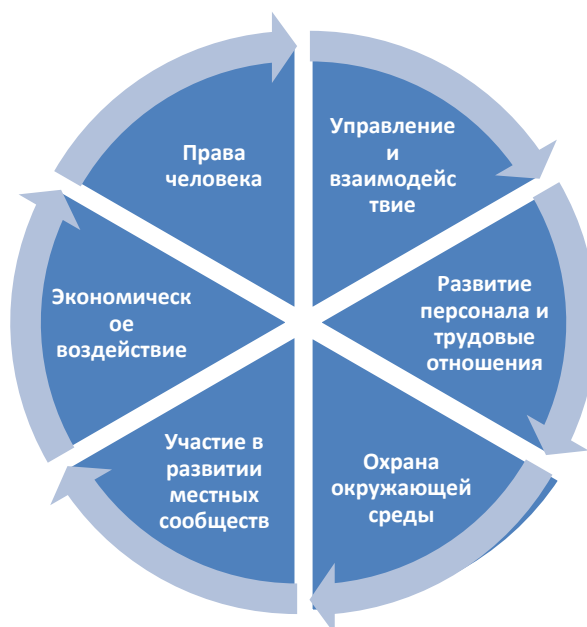 Права
человека
Управление
и
взаимодейс
твие
Развитие
персонала и
трудовые
отношения
Охрана
окружающей
среды
Участие в
развитии
местных
сообществ
Экономическ
ое
воздействие